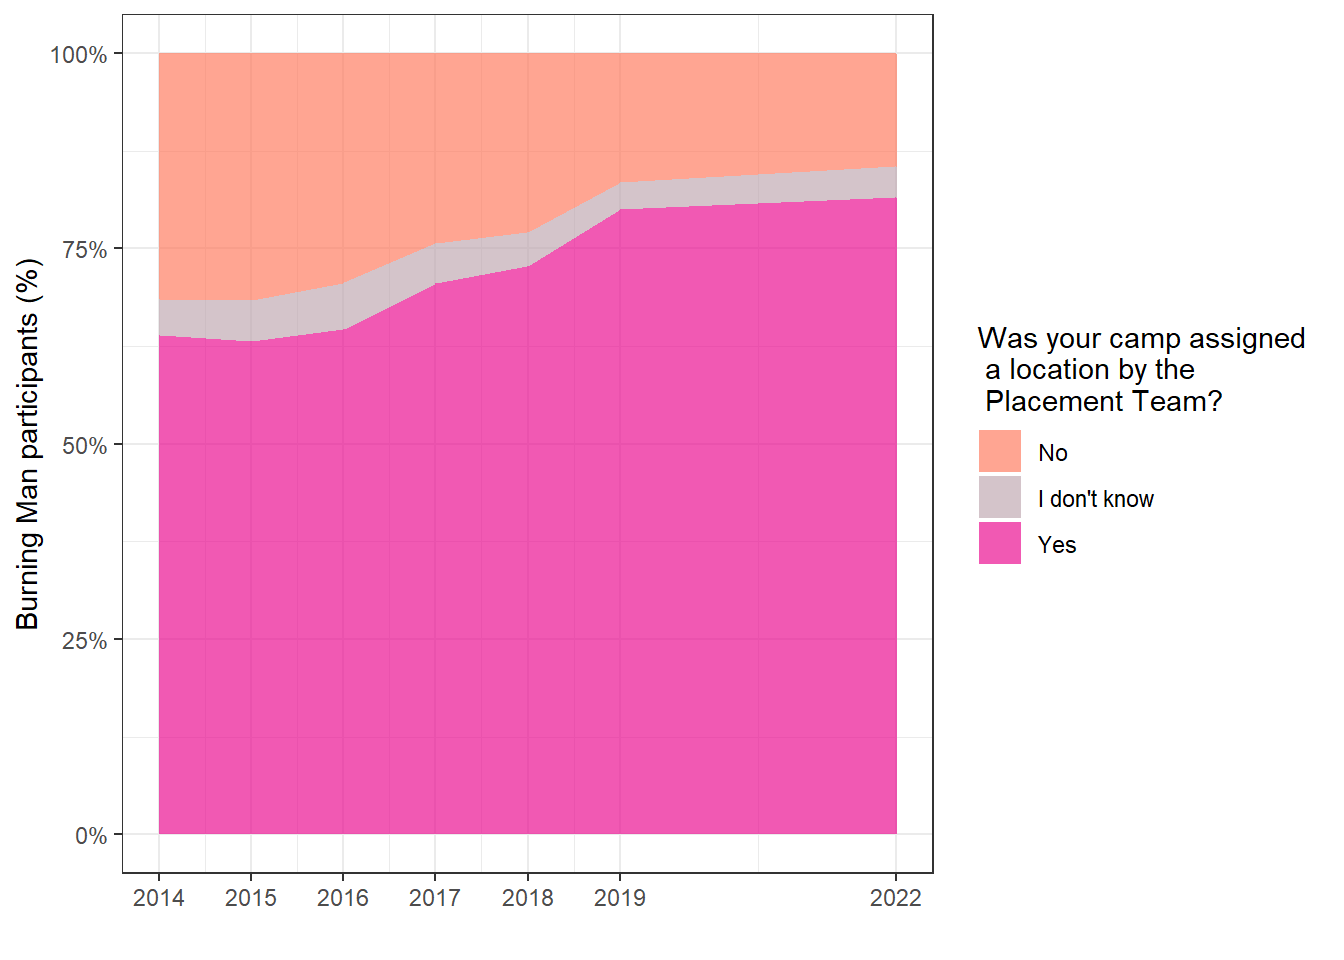 Burning Man participants (%)
100%
75%
50%
25%
0%
2014 2015 2016 2017 2018 2019 2022
Was your camp assigned
a location by the
Placement Team?
No
I don't know
Yes